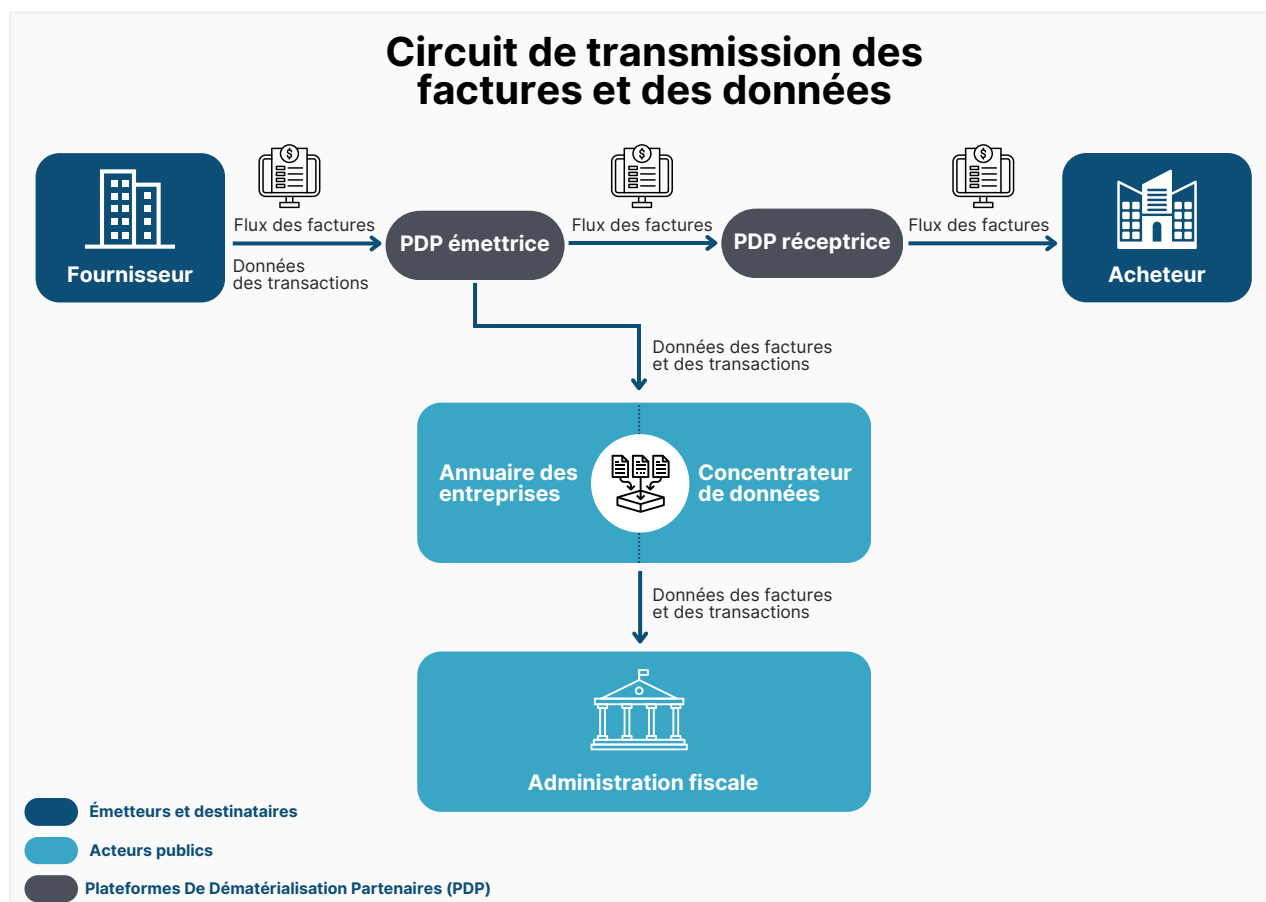 Circuit de transmission des
factures et des données
Fournisseur
Flux des factures
Données
des transactions
PDP émettrice
Flux des factures
PDP réceptrice
Flux des factures
Acheteur
Données des factures
et des transactions
Annuaire des
entreprises
Concentrateur
de données
Données des factures
et des transactions
Administration fiscale
Émetteurs et destinataires
Acteurs publics
Plateformes De Dématérialisation Partenaires (PDP)